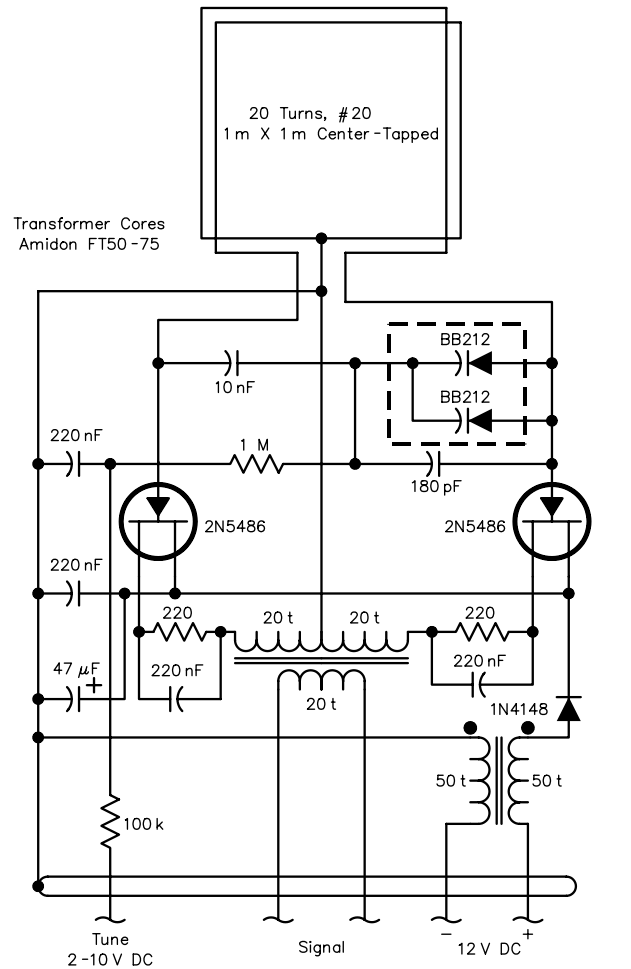 20 Turns, #20
1m X 1m Center-Tapped
Transformer Cores
Amidon FT50-75
BB212
10 nF
BB212
220 nF
1 M
180 pF
2N5486
2N5486
220 nF
220
20 t
20 t
220
220 nF
220 nF
47 µF
+
20 t
1N4148
50 t
50 t
100 k
Tune
2-10 V DC
Signal
- +
12 V DC